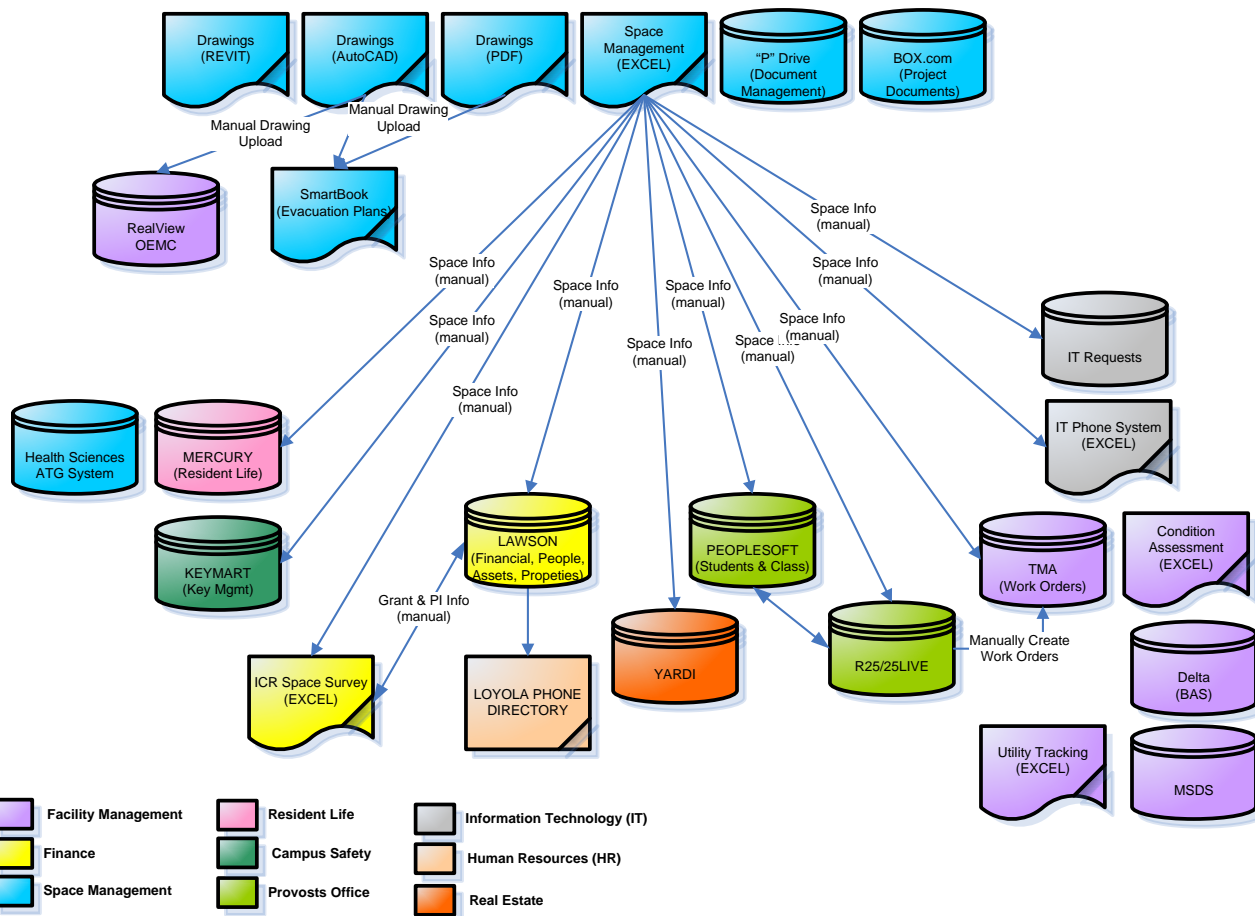 Drawings
(REVIT)
Drawings
(AutoCAD)
Drawings
(PDF)
Space
Management
(EXCEL)
“P” Drive
(Document
Management)
BOX.com
(Project
Documents)
Manual Drawing
Upload
Manual Drawing
Upload
RealView
OEMC
SmartBook
(Evacuation Plans)
Space Info
(manual)
Space Info
(manual)
Space Info
(manual)
Space Info
(manual)
Space Info
(manual)
Space Info
(manual)
Space Info
(manual)
Space Info
(manual)
Space Info
(manual)
Space Info
(manual)
IT Requests
IT Phone System
(EXCEL)
Health Sciences
ATG System
MERCURY
(Resident Life)
KEYMART
(Key Mgmt)
LAWSON
(Financial, People,
Assets, Propeties)
PEOPLESOFT
(Students & Class)
TMA
(Work Orders)
Condition
Assessment
(EXCEL)
Grant & PI Info
(manual)
Manually Create
Work Orders
ICR Space Survey
(EXCEL)
LOYOLA PHONE
DIRECTORY
YARDI
R25/25LIVE
Delta
(BAS)
Utility Tracking
(EXCEL)
MSDS
Facility Management
Resident Life
Information Technology (IT)
Finance
Campus Safety
Human Resources (HR)
Space Management
Provosts Office
Real Estate